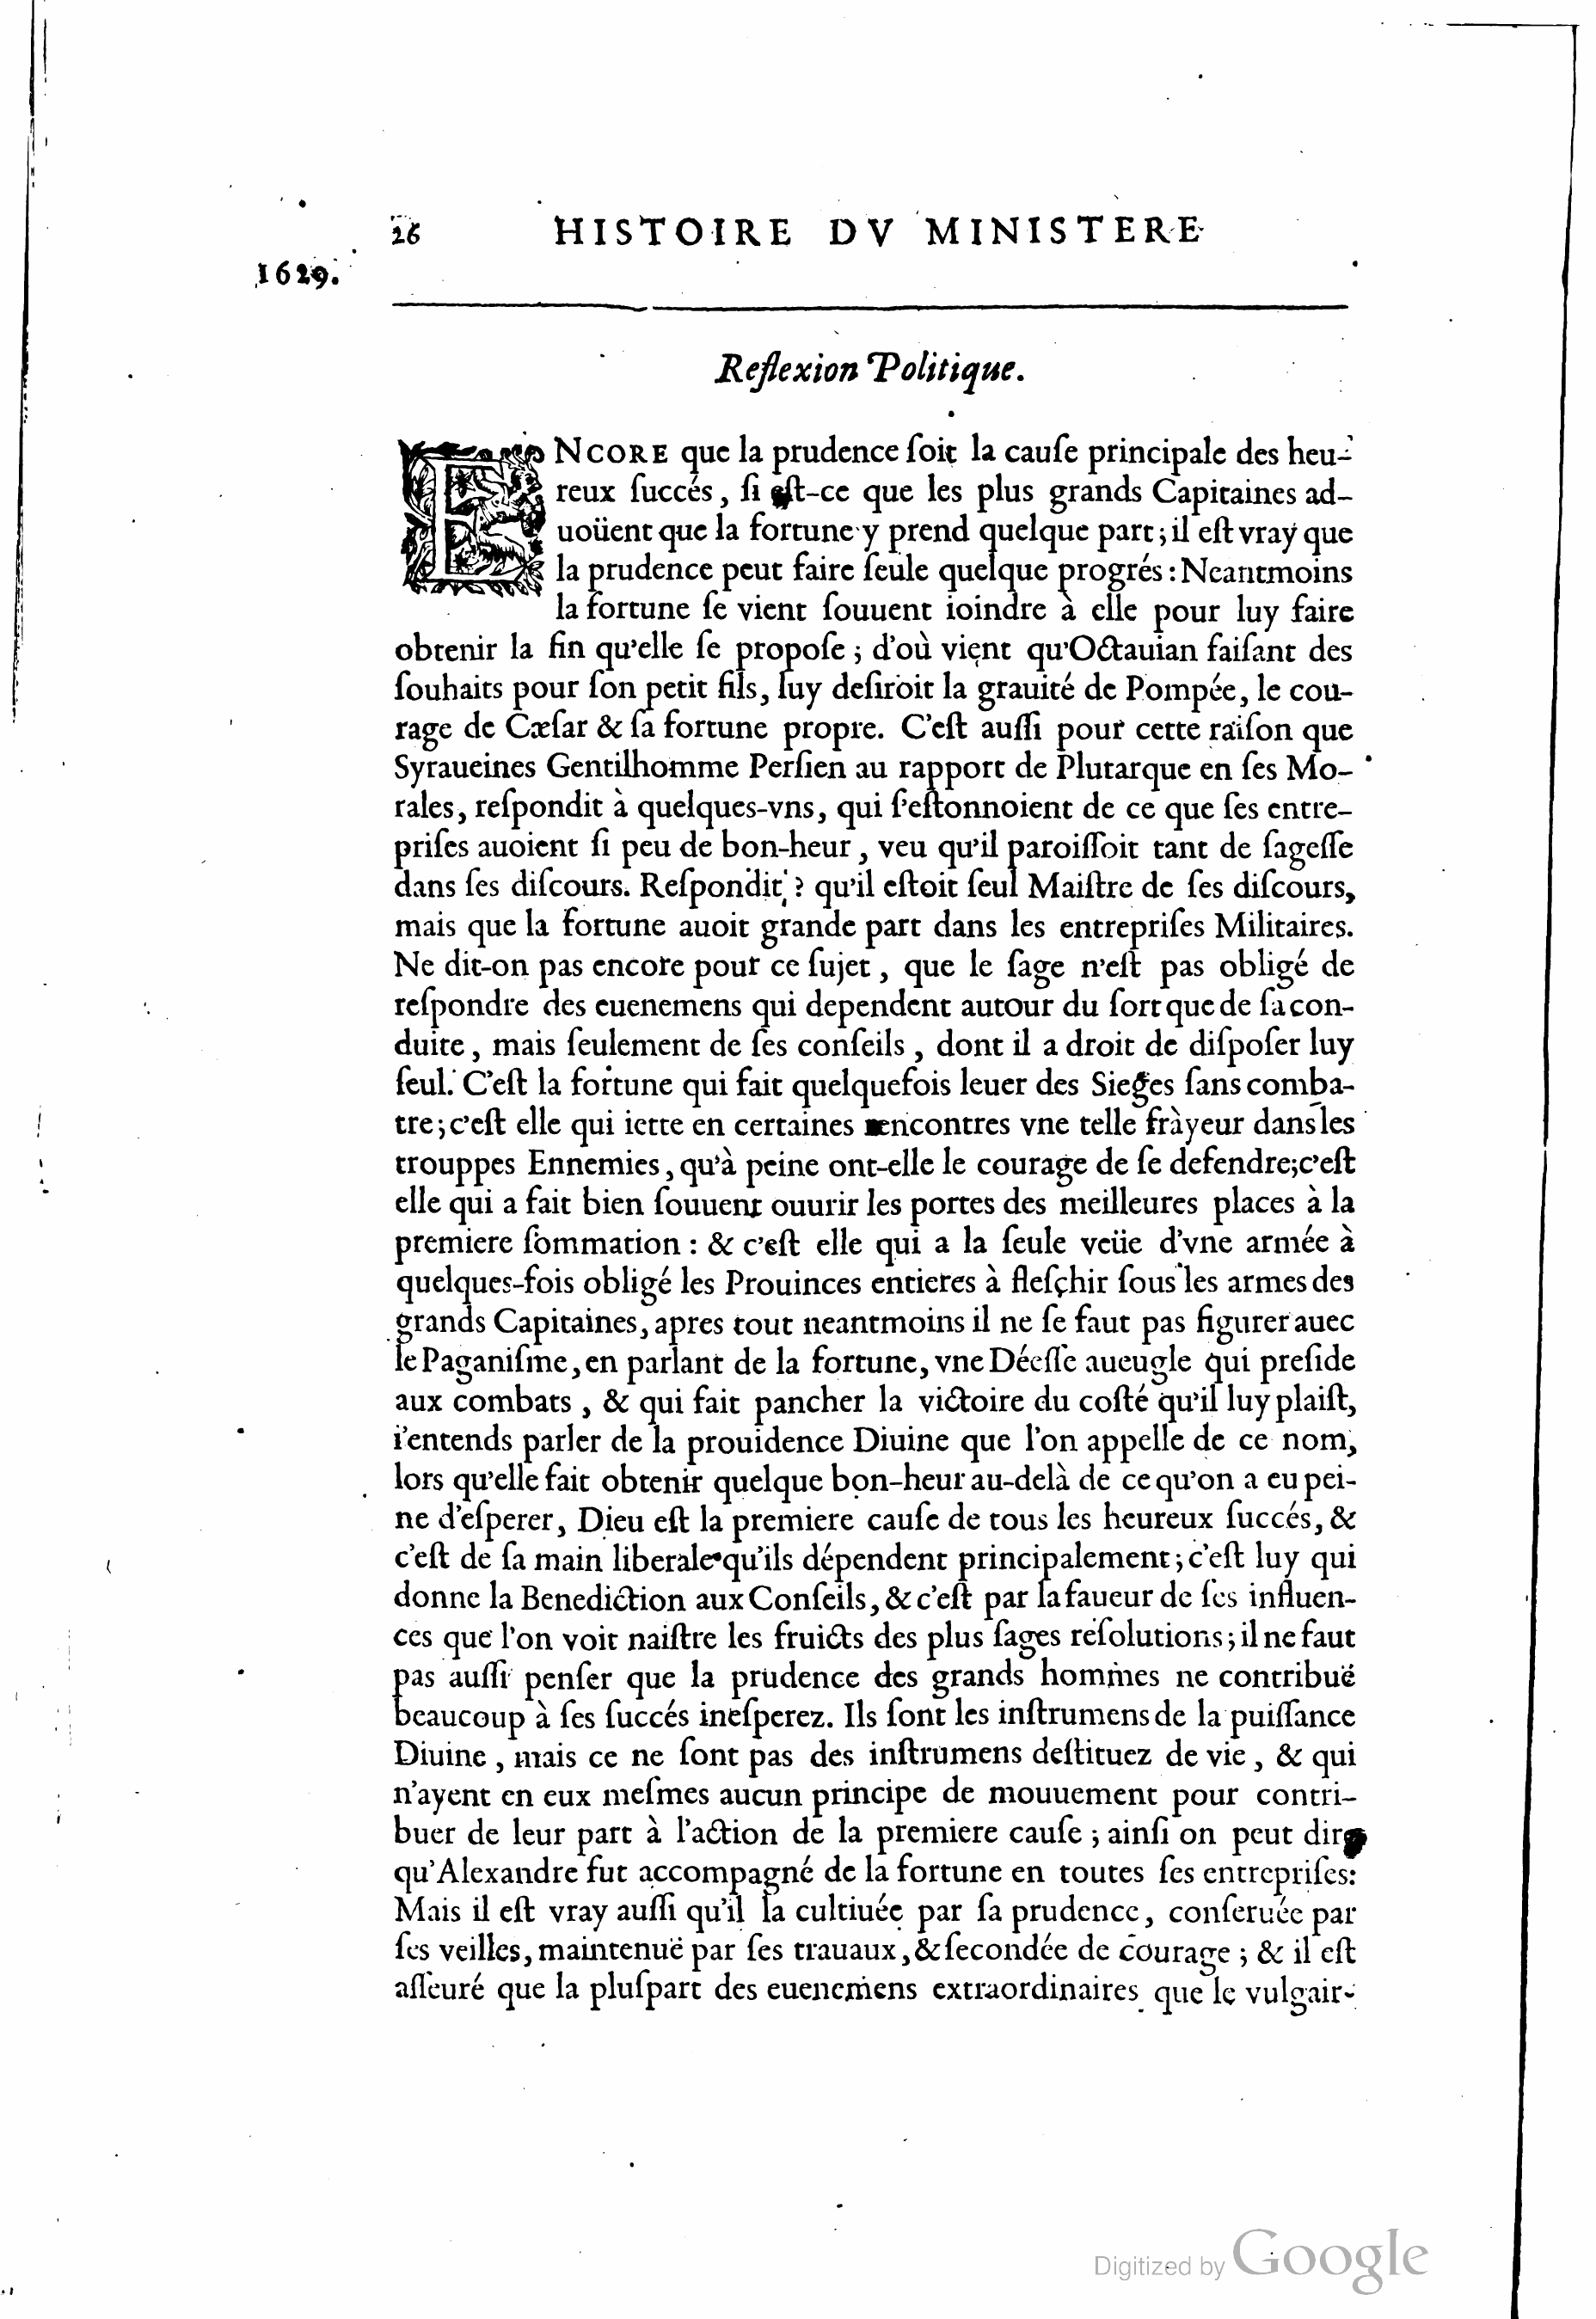 26 HISTOIRE DV MINISTERE
1629.
Reflexion Politique.
ENCORE que la prudence ſoit la cauſe principale des heu-
reux ſuccés, ſi eſt-ce que les plus grands Capitaines ad-
uoüent que la fortune y prend quelque part; il eſt vray que
la prudence peut faire ſeule quelque progrés: Neantmoins
la fortune ſe vient ſouuent ioindre à elle pour luy faire
obtenir la fin qu'elle ſe propoſe; d'où vient qu'Octauian faiſant des
ſouhaits pour ſon petit fils, luy deſiroit la grauité de Pompée, le cou-
rage de Cæſar & ſa fortune propre. C'eſt auſſi pour cette raiſon que
Syraueines Gentilhomme Perſien au rapport de Plutarque en ſes Mo-
rales, reſpondit à quelques-vns, qui ſ'eſtonnoient de ce que ſes entre-
priſes auoient ſi peu de bon-heur, veu qu'il paroiſſoit tant de ſageſſe
dans ſes diſcours. Reſpondit? qu'il eſtoit ſeul Maiſtre de ſes diſcours,
mais que la fortune auoit grande part dans les entrepriſes Militaires.
Ne dit-on pas encore pour ce ſujet, que le ſage n'eſt pas obligé de
reſpondre des euenemens qui dependent autour du ſort que de ſa con-
duite, mais ſeulement de ſes conſeils, dont il a droit de diſpoſer luy
ſeul. C'eſt la fortune qui fait quelquefois leuer des Sieges ſans comba-
tre; c'eſt elle qui iette en certaines rencontres vne telle frayeur dans les
trouppes Ennemies, qu'à peine ont-elle le courage de ſe defendre; c'eſt
elle qui a fait bien ſouuent ouurir les portes des meilleures places à la
premiere ſommation: & c'eſt elle qui a la ſeule veüe d'vne armée à
quelques-fois obligé les Prouinces entieres à fleſçhir ſous les armes des
grands Capitaines, apres tout neantmoins il ne ſe faut pas figurer auec
le Paganiſme, en parlant de la fortune, vne Déeſſe aueugle qui preſide
aux combats, & qui fait pancher la victoire du coſté qu'il luy plaiſt,
i'entends parler de la prouidence Diuine que l'on appelle de ce nom,
lors qu'elle fait obtenir quelque bon-heur au-delà de ce qu'on a eu pei-
ne d'eſperer, Dieu eſt la premiere cauſe de tous les heureux ſuccés, &
c'eſt de ſa main liberale qu'ils dépendent principalement; c'eſt luy qui
donne la Benediction aux Conſeils, & c'eſt par la faueur de ſes influen-
ces que l'on voit naiſtre les fruicts des plus ſages réſolutions; il ne faut
pas auſſi penſer que la prudence des grands hommes ne contribuë
beaucoup à ſes ſuccés ineſperez. Ils ſont les inſtrumens de la puiſſance
Diuine, mais ce ne ſont pas des inſtrumens deſtituez de vie, & qui
n'ayent en eux meſmes aucun principe de mouuement pour contri-
buer de leur part à l'action de la premiere cauſe; ainſi on peut dire
qu'Alexandre fut accompagné de la fortune en toutes ſes entrepriſes:
Mais il eſt vray auſſi qu'il la cultiuée par ſa prudence, conſeruée par
ſes veilles, maintenuë par ſes trauaux, & ſecondée de courage; & il eſt
aſſeuré que la pluſpart des euenemens extraordinaires que le vulgair-
Digitized by Google